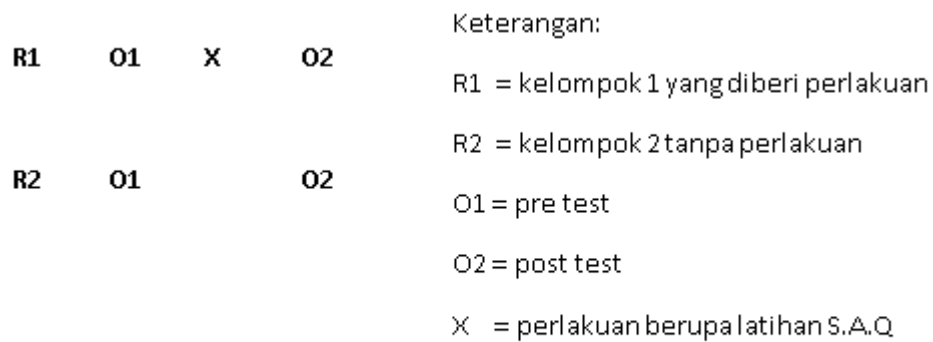 R1 O1 X O2
R2 O1 O2
Keterangan:
R1 = kelompok 1 yang diberi perlakuan
R2 = kelompok 2 tanpa perlakuan
O1 = pre test
O2 = post test
X = perlakuan berupa latihan S.A.Q